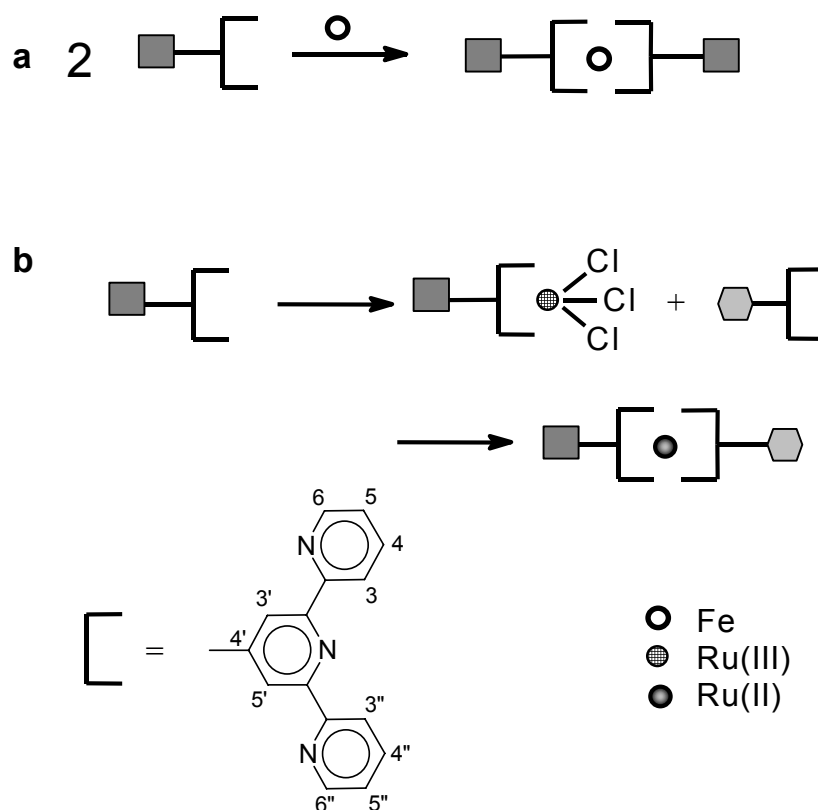 a 2
b
Cl
Cl
Cl
+
6 5
N 4
3
3'
4' N
= 
5'
3"
N 4"
6" 5"
Fe
Ru(III)
Ru(II)